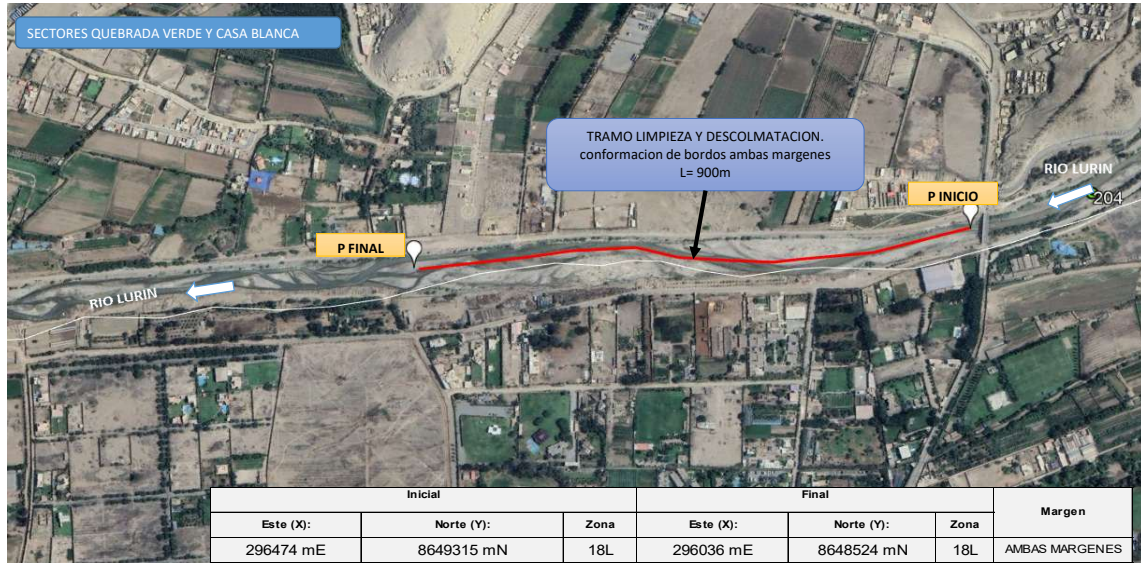 SECTORES QUEBRADA VERDE Y CASA BLANCA
TRAMO LIMPIEZA Y DESCOLMATACION.
conformacion de bordos ambas margenes
L= 900m
RIO LURIN
204
P INICIO
P FINAL
RIO LURIN
Inicial Final Margen
Este (X): Norte (Y): Zona Este (X): Norte (Y): Zona
296474 mE 8649315 mN 18L 296036 mE 8648524 mN 18L AMBAS MARGENES